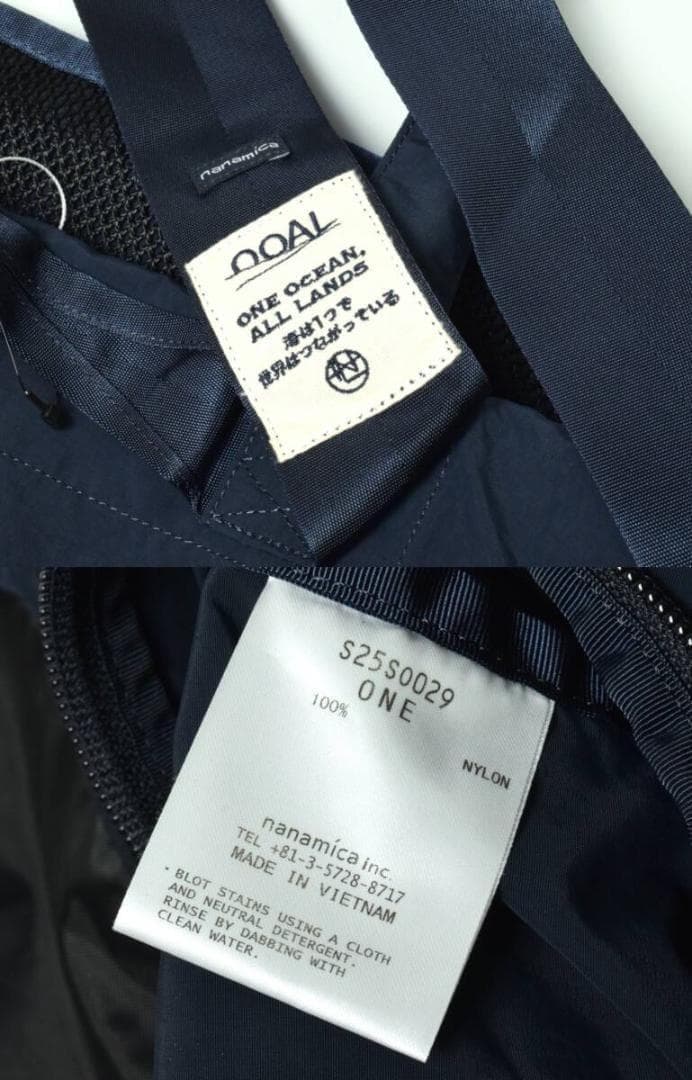 nanamica
OOAL
ONE OCEAN,
ALL LANDS
海は1つで
世界はつながっている
S25S0029
ONE
100%
NYLON
nanamica inc.
TEL +81-3-5728-8717
MADE IN VIETNAM
・BLOT STAINS USING A CLOTH
AND NEUTRAL DETERGENT.
RINSE BY DABBING WITH
CLEAN WATER.